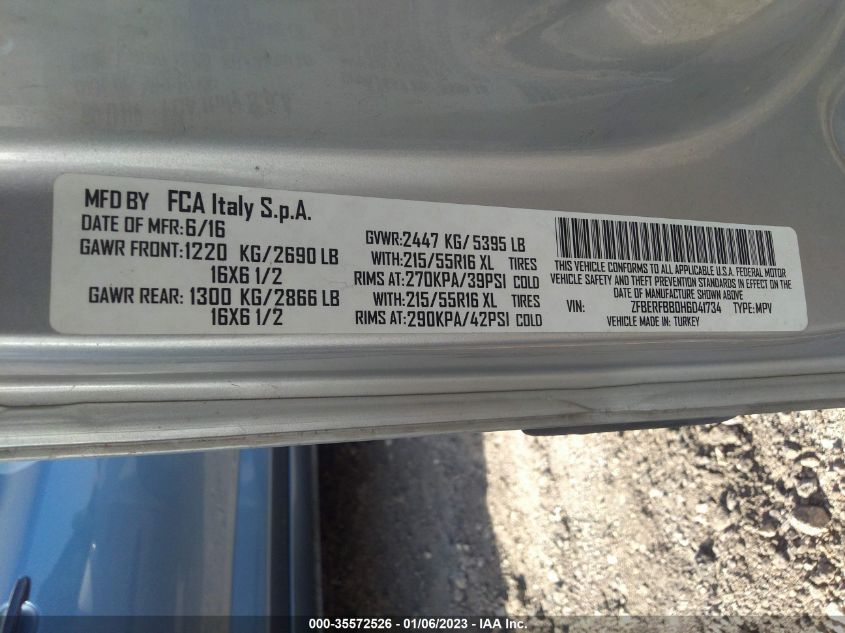 MFD BY FCA Italy S.p.A.
DATE OF MFR:6/16
GAWR FRONT:1220 KG/2690 LB
16X6 1/2
GAWR REAR: 1300 KG/2866 LB
16X6 1/2
GVWR:2447 KG/5395 LB
WITH:215/55R16 XL TIRES
RIMS AT:270KPA/39PSI COLD
WITH:215/55R16 XL TIRES
RIMS AT:290KPA/42PSI COLD
THIS VEHICLE CONFORMS TO ALL APPLICABLE U.S.A. FEDERAL MOTOR
VEHICLE SAFETY AND THEFT PREVENTION STANDARDS IN EFFECT ON THE
DATE OF MANUFACTURE SHOWN ABOVE
VIN: ZFBERFBB0H6D41734 TYPE:MPV
VEHICLE MADE IN: TURKEY
000-35572526 - 01/06/2023 - IAA Inc.